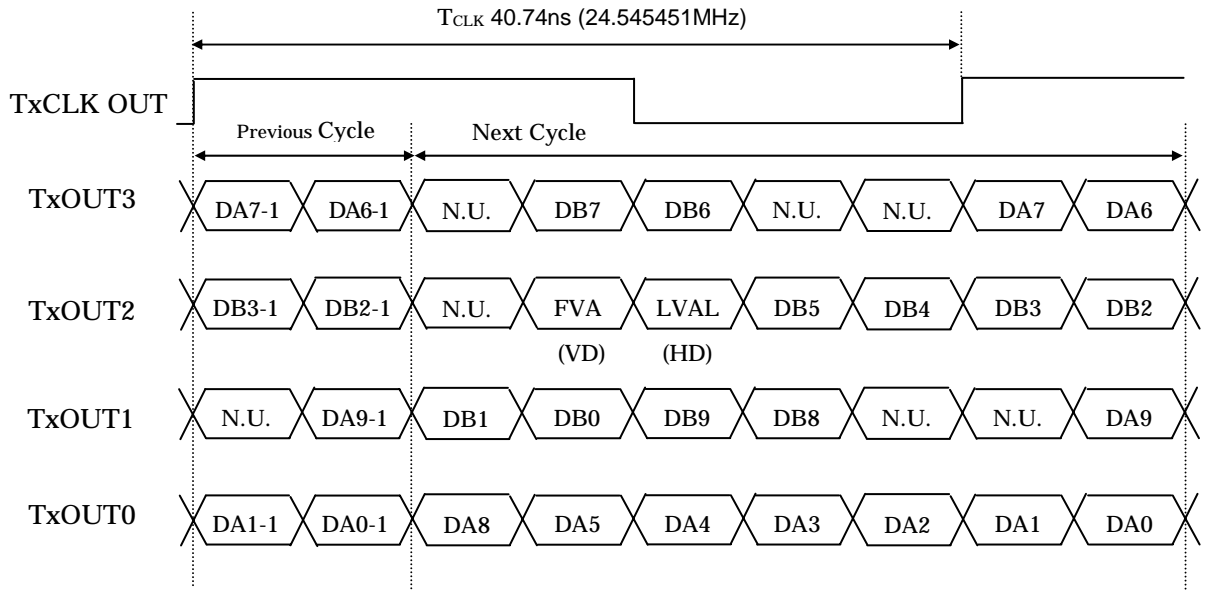 TCLK 40.74ns (24.545451MHz)
TxCLK OUT
Previous Cycle Next Cycle
TxOUT3 DA7-1 DA6-1 N.U. DB7 DB6 N.U. N.U. DA7 DA6
TxOUT2 DB3-1 DB2-1 N.U. FVA LVAL DB5 DB4 DB3 DB2
(VD) (HD)
TxOUT1 N.U. DA9-1 DB1 DB0 DB9 DB8 N.U. N.U. DA9
TxOUT0 DA1-1 DA0-1 DA8 DA5 DA4 DA3 DA2 DA1 DA0